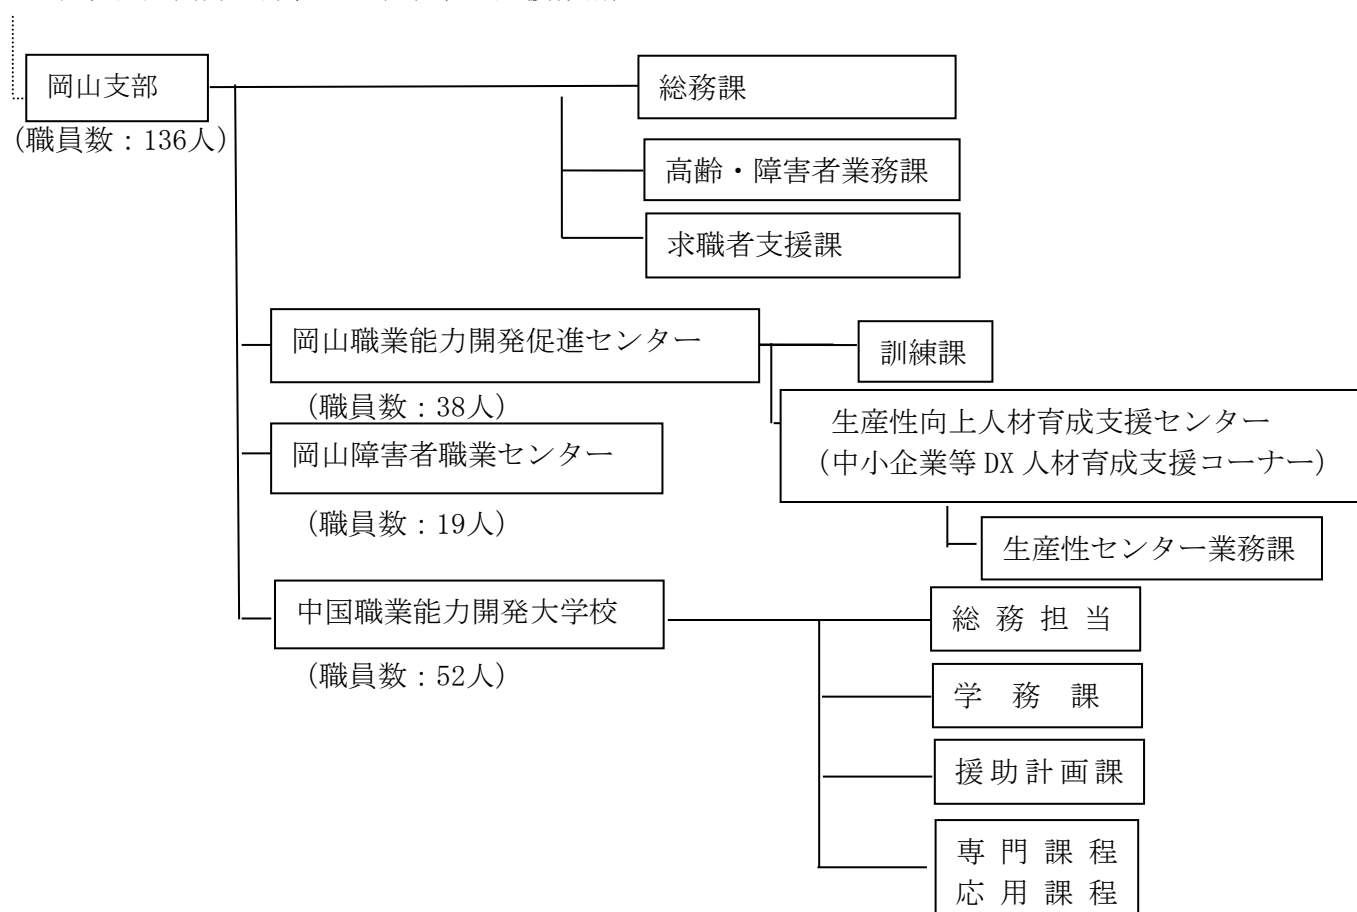 岡山支部
(職員数：136人)
総務課
高齢・障害者業務課
求職者支援課
岡山職業能力開発促進センター
(職員数：38人)
訓練課
生産性向上人材育成支援センター
(中小企業等 DX 人材育成支援コーナー)
生産性センター業務課
岡山障害者職業センター
(職員数：19人)
中国職業能力開発大学校
(職員数：52人)
総 務 担 当
学 務 課
援助計画課
専 門 課 程
応 用 課 程